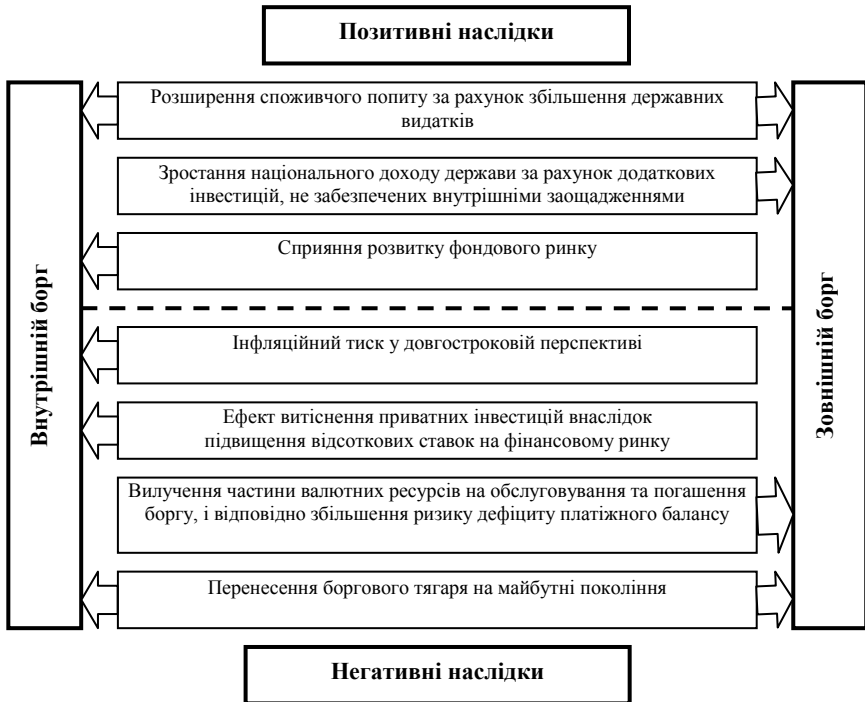 Позитивні наслідки
Внутрішній борг
Розширення споживчого попиту за рахунок збільшення державних
видатків
Зростання національного доходу держави за рахунок додаткових
інвестицій, не забезпечених внутрішніми заощадженнями
Сприяння розвитку фондового ринку
Інфляційний тиск у довгостроковій перспективі
Ефект витіснення приватних інвестицій внаслідок
підвищення відсоткових ставок на фінансовому ринку
Вилучення частини валютних ресурсів на обслуговування та погашення
боргу, і відповідно збільшення ризику дефіциту платіжного балансу
Перенесення боргового тягаря на майбутні покоління
Зовнішній борг
Негативні наслідки